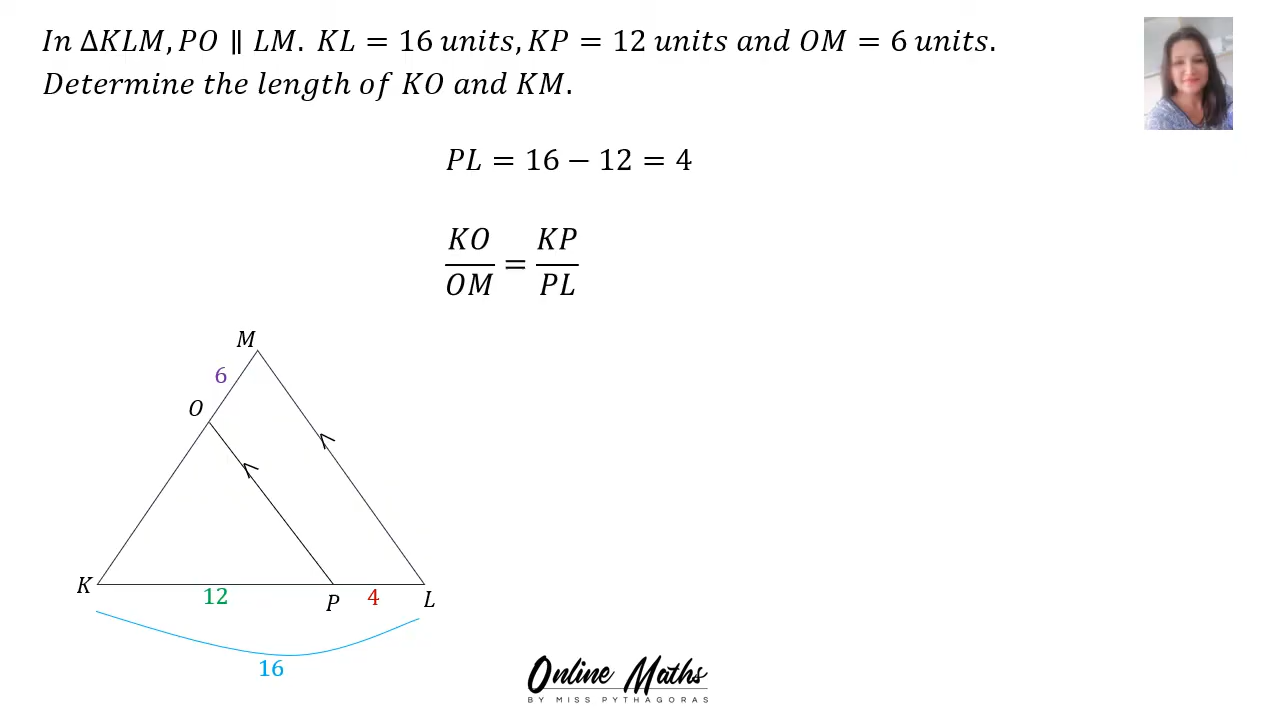 In ΔKLM, PO ∥ LM. KL = 16 units, KP = 12 units and OM = 6 units.
Determine the length of KO and KM.
PL = 16 − 12 = 4
KO/OM = KP/PL
M
6
O
K
12
P
4
L
16
Online Maths
BY MISS PYTHAGORAS